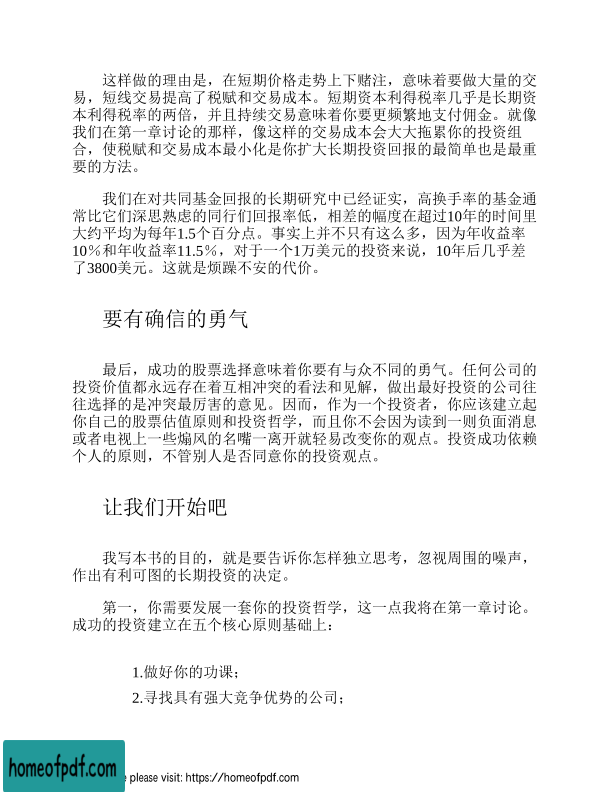 这样做的理由是，在短期价格走势上下赌注，意味着要做大量的交
易，短线交易提高了税赋和交易成本。短期资本利得税率几乎是长期资
本利得税率的两倍，并且持续交易意味着你要更频繁地支付佣金。就像
我们在第一章讨论的那样，像这样的交易成本会大大拖累你的投资组
合，使税赋和交易成本最小化是你扩大长期投资回报的最简单也是最重
要的方法。
我们在对共同基金回报的长期研究中已经证实，高换手率的基金通
常比它们深思熟虑的同行们回报率低，相差的幅度在超过10年的时间里
大约平均为每年1.5个百分点。事实上并不只有这么多，因为年收益率
10％和年收益率11.5％，对于一个1万美元的投资来说，10年后几乎差
了3800美元。这就是烦躁不安的代价。
要有确信的勇气
最后，成功的股票选择意味着你要有与众不同的勇气。任何公司的
投资价值都永远存在着互相冲突的看法和见解，做出最好投资的公司往
往选择的是冲突最厉害的意见。因而，作为一个投资者，你应该建立起
你自己的股票估值原则和投资哲学，而且你不会因为读到一则负面消息
或者电视上一些煽风的名嘴一离开就轻易改变你的观点。投资成功依赖
个人的原则，不管别人是否同意你的投资观点。
让我们开始吧
我写本书的目的，就是要告诉你怎样独立思考，忽视周围的噪声，
作出有利可图的长期投资的决定。
第一，你需要发展一套你的投资哲学，这一点我将在第一章讨论。
成功的投资建立在五个核心原则基础上：
1.做好你的功课；
2.寻找具有强大竞争优势的公司；
homeofpdf.com
please visit: https://homeofpdf.com